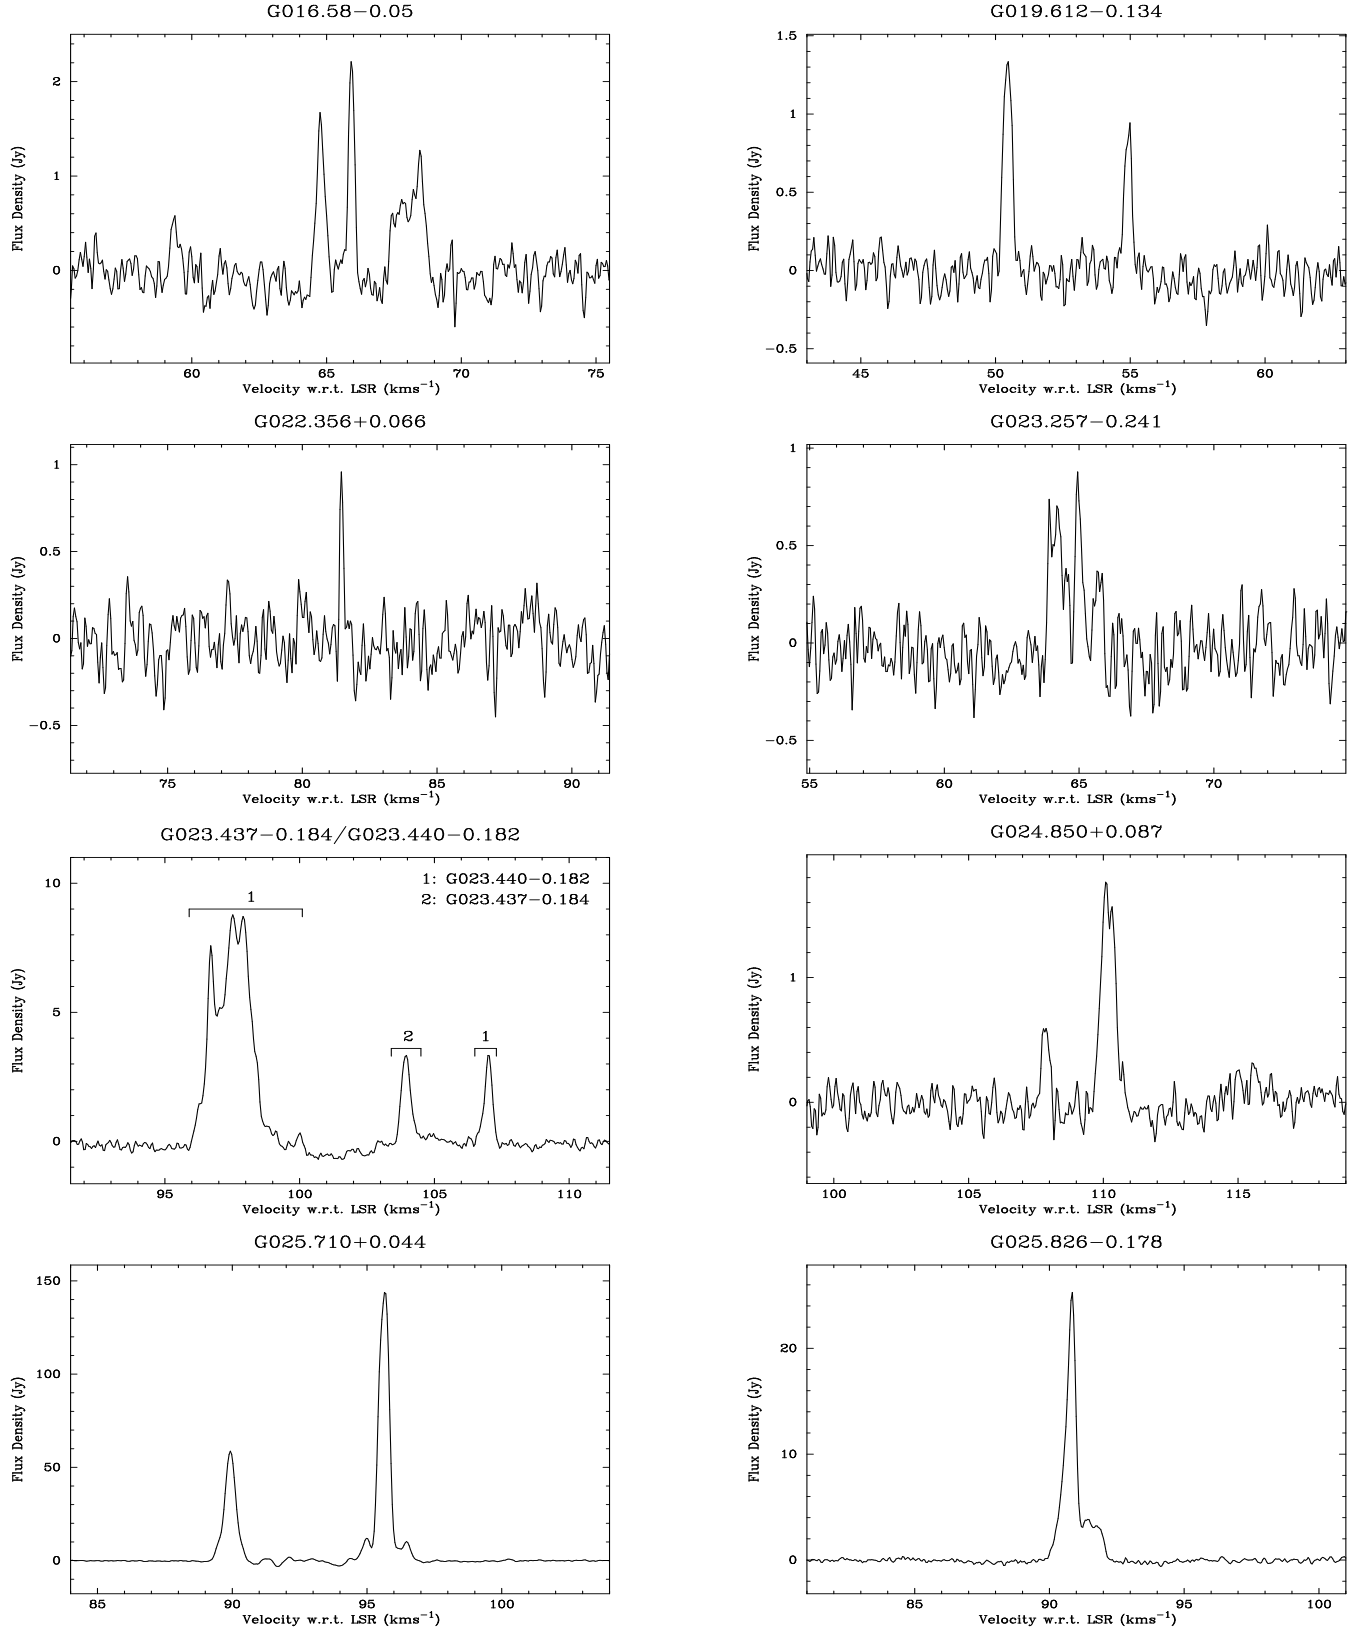 G016.58−0.05
Flux Density (Jy)
2
1
0
60 65 70 75
Velocity w.r.t. LSR (kms⁻¹)
G019.612−0.134
Flux Density (Jy)
1.5
1
0.5
0
−0.5
45 50 55 60
Velocity w.r.t. LSR (kms⁻¹)
G022.356+0.066
Flux Density (Jy)
1
0.5
0
−0.5
75 80 85 90
Velocity w.r.t. LSR (kms⁻¹)
G023.257−0.241
Flux Density (Jy)
1
0.5
0
−0.5
55 60 65 70
Velocity w.r.t. LSR (kms⁻¹)
G023.437−0.184/G023.440−0.182
Flux Density (Jy)
10
5
0
1: G023.440−0.182
2: G023.437−0.184
1
2 1
95 100 105 110
Velocity w.r.t. LSR (kms⁻¹)
G024.850+0.087
Flux Density (Jy)
1
0
100 105 110 115
Velocity w.r.t. LSR (kms⁻¹)
G025.710+0.044
Flux Density (Jy)
150
100
50
0
85 90 95 100
Velocity w.r.t. LSR (kms⁻¹)
G025.826−0.178
Flux Density (Jy)
20
10
0
85 90 95 100
Velocity w.r.t. LSR (kms⁻¹)